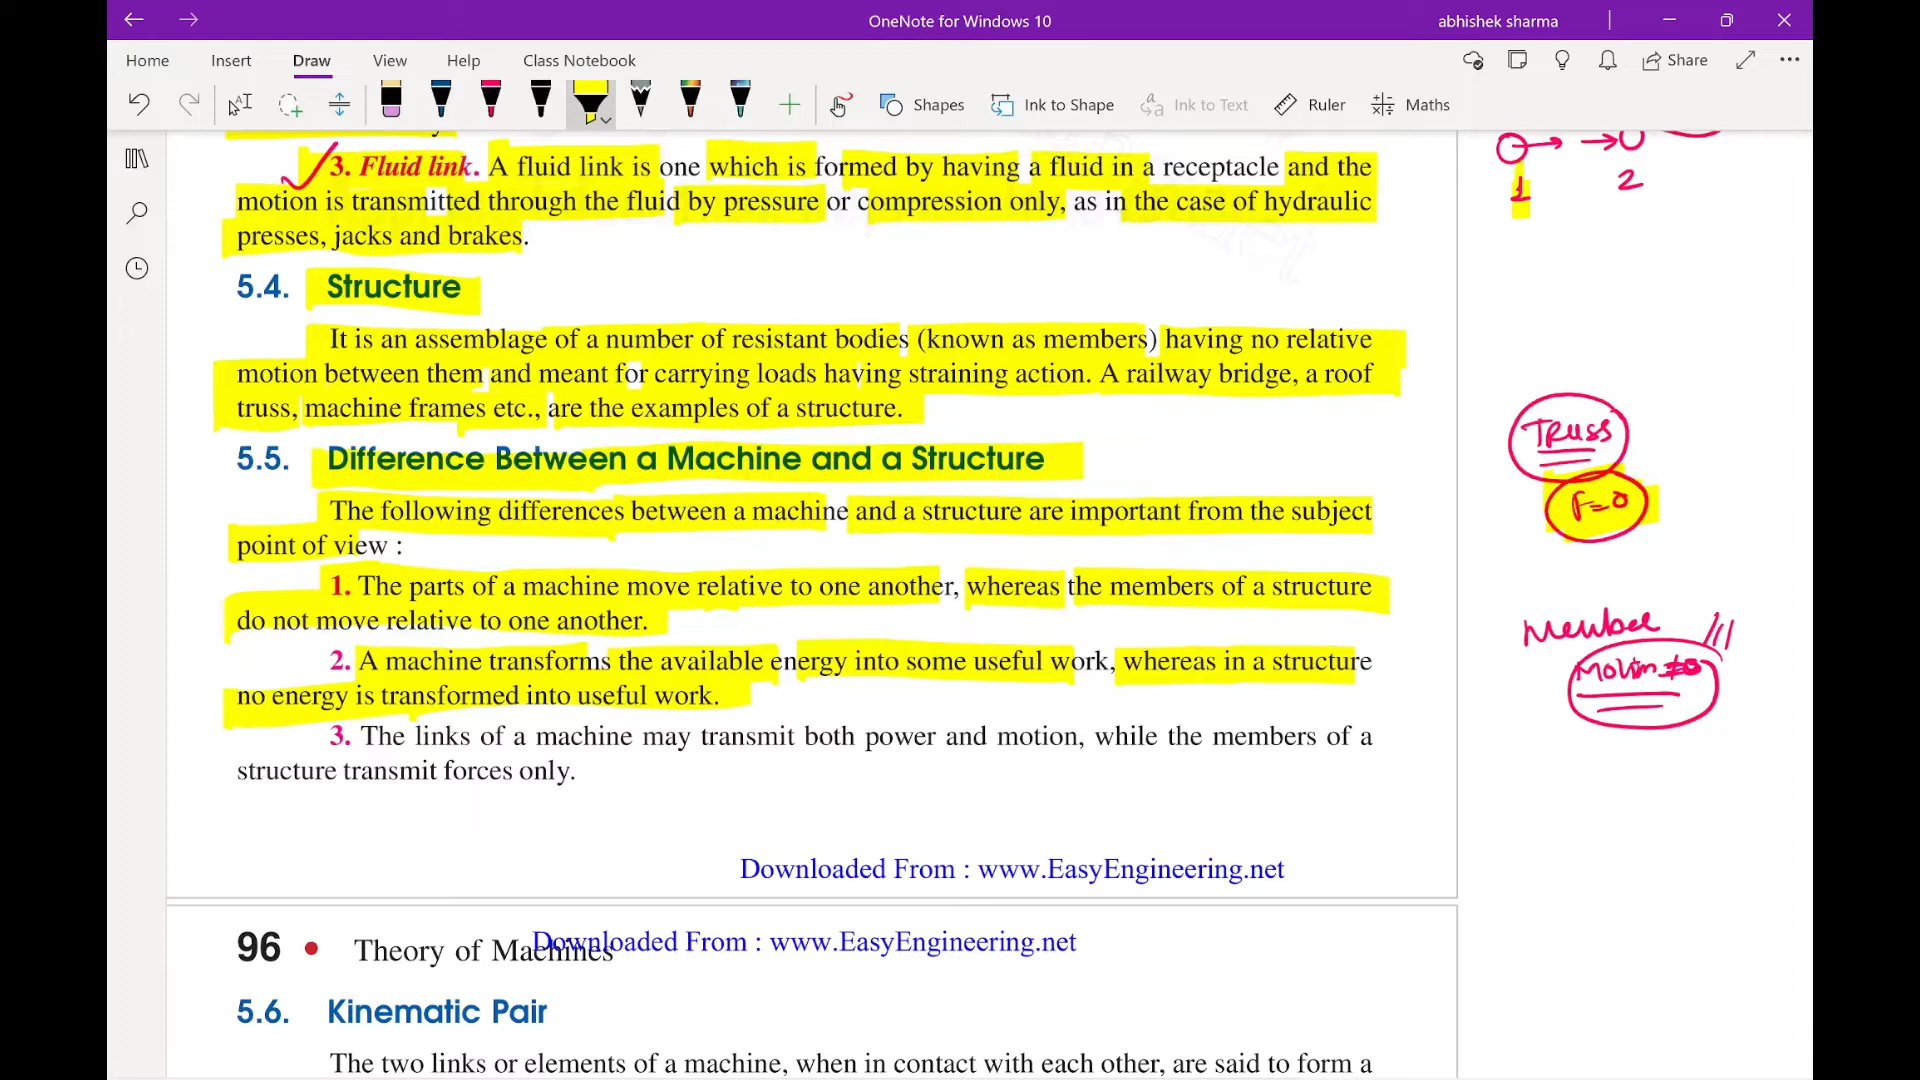 OneNote for Windows 10
abhishek sharma
Home Insert Draw View Help Class Notebook
Share
Shapes Ink to Shape Ink to Text Ruler Maths
3. Fluid link. A fluid link is one which is formed by having a fluid in a receptacle and the
motion is transmitted through the fluid by pressure or compression only, as in the case of hydraulic
presses, jacks and brakes.
1 2
5.4. Structure
It is an assemblage of a number of resistant bodies (known as members) having no relative
motion between them and meant for carrying loads having straining action. A railway bridge, a roof
truss, machine frames etc., are the examples of a structure.
Truss
F=0
5.5. Difference Between a Machine and a Structure
The following differences between a machine and a structure are important from the subject
point of view :
1. The parts of a machine move relative to one another, whereas the members of a structure
do not move relative to one another.
Member
2. A machine transforms the available energy into some useful work, whereas in a structure
no energy is transformed into useful work.
3. The links of a machine may transmit both power and motion, while the members of a
structure transmit forces only.
Downloaded From : www.EasyEngineering.net
96 • Theory of Machines
Downloaded From : www.EasyEngineering.net
5.6. Kinematic Pair
The two links or elements of a machine, when in contact with each other, are said to form a